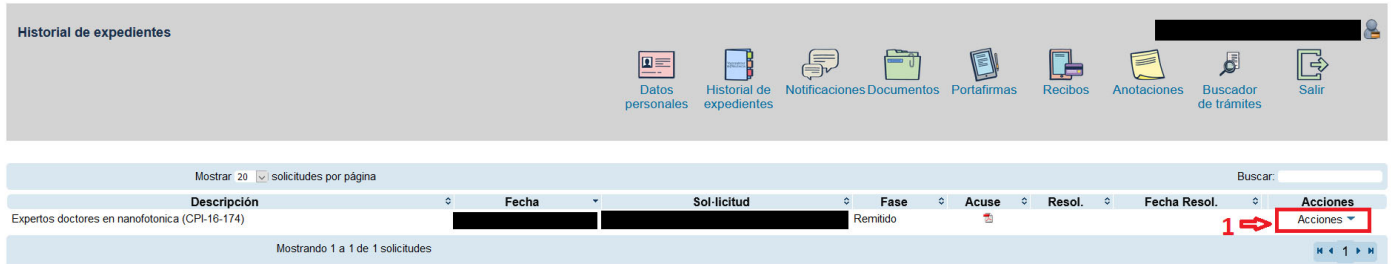 Historial de expedientes
Datos personales
Historial de expedientes
Notificaciones
Documentos
Portafirmas
Recibos
Anotaciones
Buscador de trámites
Salir
Mostrar 20 solicitudes por página
Buscar:
Descripción Fecha Sol·licitud Fase Acuse Resol. Fecha Resol. Acciones
Expertos doctores en nanofotonica (CPI-16-174) Remitido Acciones
1
Mostrando 1 a 1 de 1 solicitudes
1